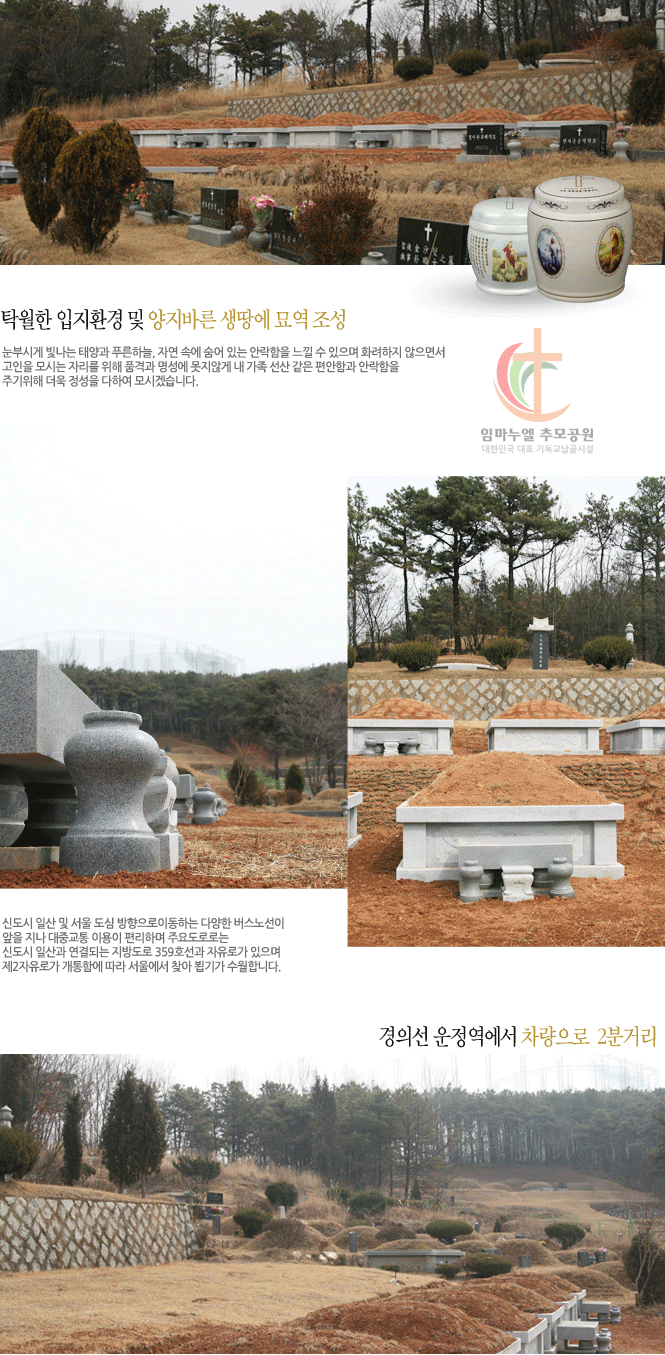 탁월한 입지환경 및 양지바른 생땅에 묘역 조성
눈부시게 빛나는 태양과 푸른하늘, 자연 속에 숨어 있는 안락함을 느낄 수 있으며 화려하지 않으면서
고인을 모시는 자리를 위해 품격과 명성에 못지않게 내 가족 선산 같은 편안함과 안락함을
주기위해 더욱 정성을 다하여 모시겠습니다.
임마누엘 추모공원
대한민국 대표 기독교납골시설
신도시 일산 및 서울 도심 방향으로이동하는 다양한 버스노선이
앞을 지나 대중교통 이용이 편리하며 주요도로로는
신도시 일산과 연결되는 지방도로 359호선과 자유로가 있으며
제2자유로가 개통함에 따라 서울에서 찾아 뵙기가 수월합니다.
경의선 운정역에서 차량으로 2분거리